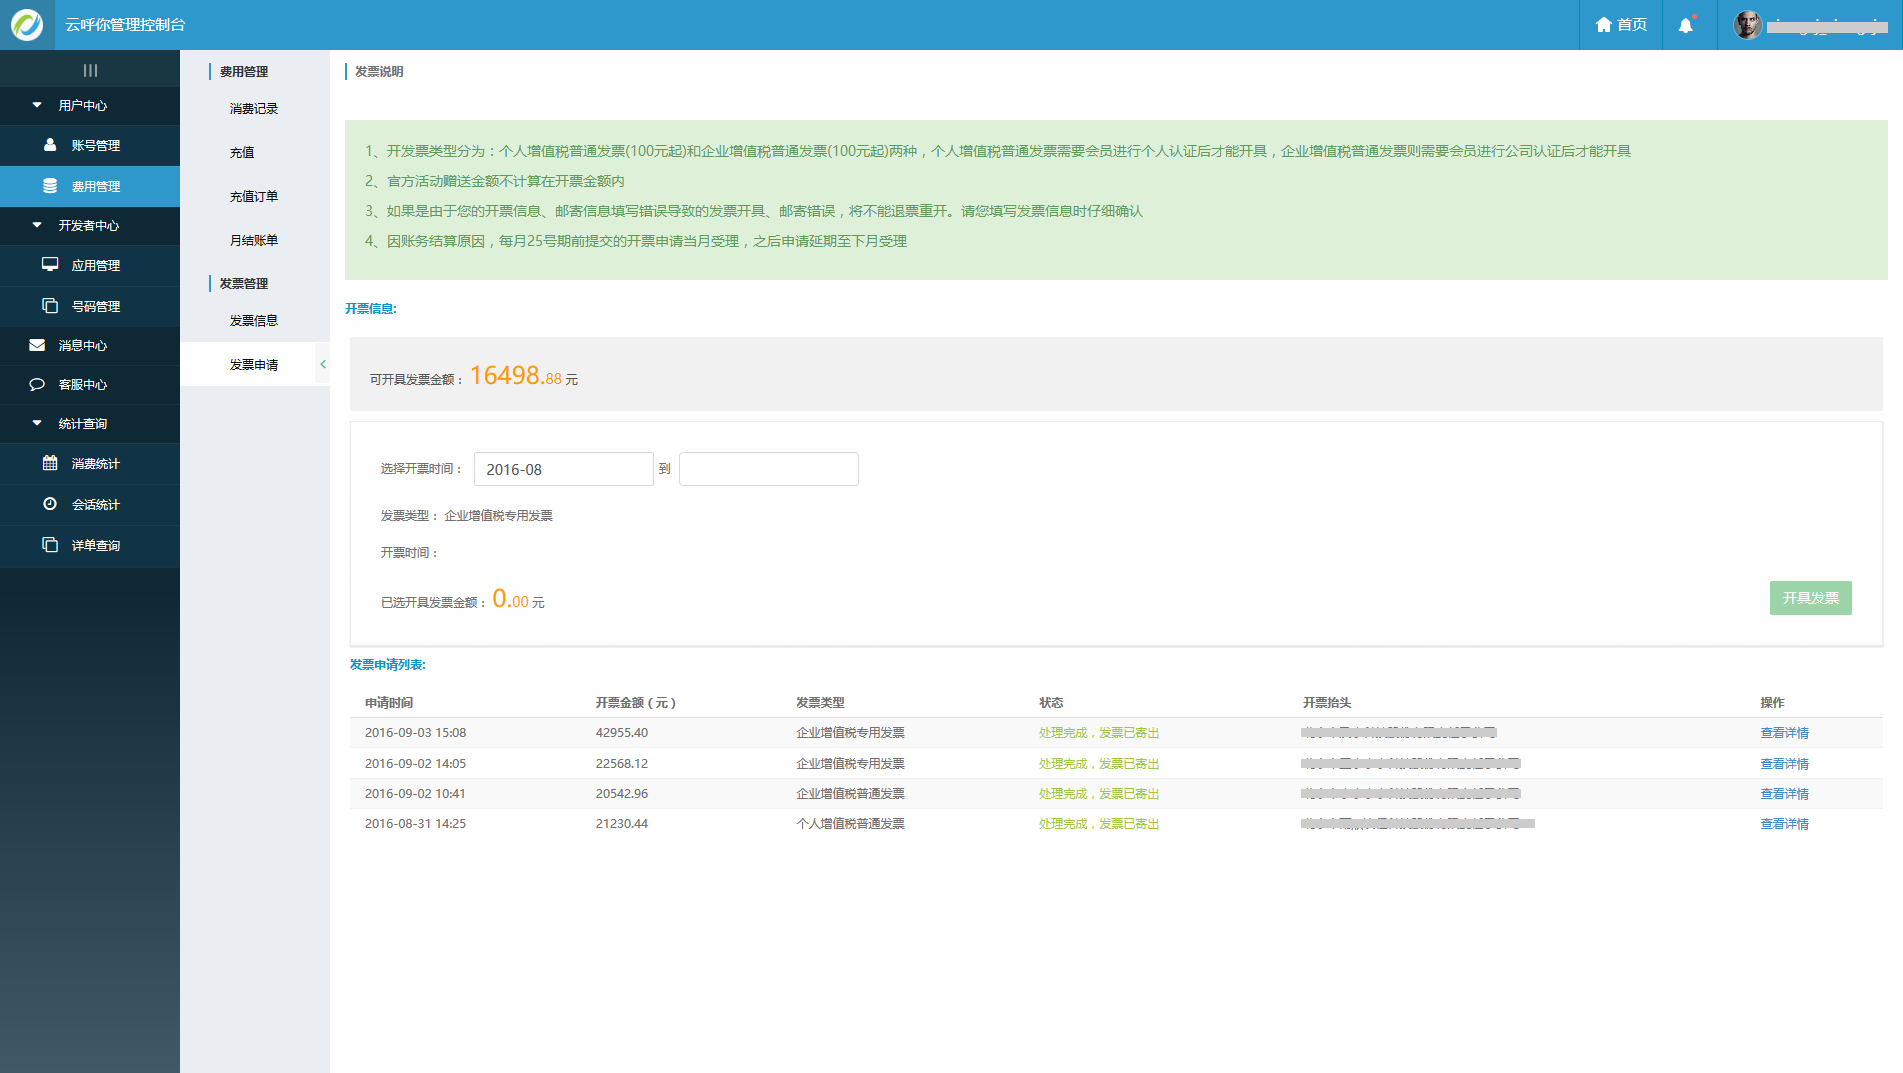 云呼你管理控制台
首页
用户中心
账号管理
费用管理
开发者中心
应用管理
号码管理
消息中心
客服中心
统计查询
消费统计
会话统计
详单查询
费用管理
消费记录
充值
充值订单
月结账单
发票管理
发票信息
发票申请
发票说明
1、开发票类型分为：个人增值税普通发票(100元起)和企业增值税普通发票(100元起)两种，个人增值税普通发票需要会员进行个人认证后才能开具，企业增值税普通发票则需要会员进行公司认证后才能开具
2、官方活动赠送金额不计算在开票金额内
3、如果是由于您的开票信息、邮寄信息填写错误导致的发票开具、邮寄错误，将不能退票重开。请您填写发票信息时仔细确认
4、因账务结算原因，每月25号期前提交的开票申请当月受理，之后申请延期至下月受理
开票信息:
可开具发票金额： 16498.88 元
选择开票时间： 2016-08 到
发票类型： 企业增值税专用发票
开票时间：
已选开具发票金额： 0.00 元
开具发票
发票申请列表:
申请时间 开票金额（元） 发票类型 状态 开票抬头 操作
2016-09-03 15:08 42955.40 企业增值税专用发票 处理完成，发票已寄出 查看详情
2016-09-02 14:05 22568.12 企业增值税专用发票 处理完成，发票已寄出 查看详情
2016-09-02 10:41 20542.96 企业增值税普通发票 处理完成，发票已寄出 查看详情
2016-08-31 14:25 21230.44 个人增值税普通发票 处理完成，发票已寄出 查看详情